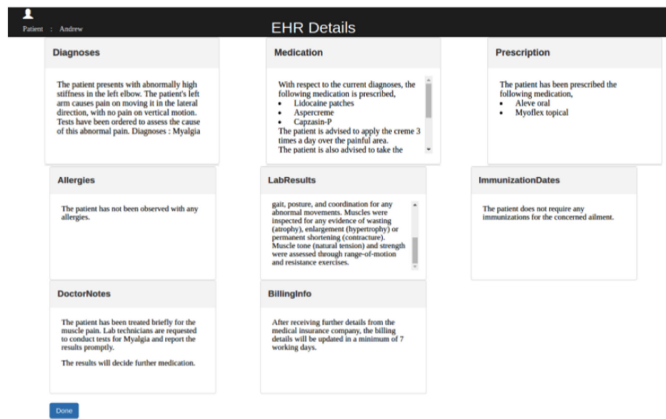 EHR Details
Patient : Andrew
Diagnoses
The patient presents with abnormally high
stiffness in the left elbow. The patient's left
arm causes pain on moving it in the lateral
direction, with no pain on vertical motion.
Tests have been ordered to assess the cause
of this abnormal pain. Diagnoses : Myalgia
Medication
With respect to the current diagnoses, the
following medication is prescribed,
• Lidocaine patches
• Aspercreme
• Capzasin-P
The patient is advised to apply the creme 3
times a day over the painful area.
The patient is also advised to take the
Prescription
The patient has been prescribed the
following medication,
• Aleve oral
• Myoflex topical
Allergies
The patient has not been observed with any
allergies.
LabResults
gait, posture, and coordination for any
abnormal movements. Muscles were
inspected for any evidence of wasting
(atrophy), enlargement (hypertrophy) or
permanent shortening (contracture).
Muscle tone (natural tension) and strength
were assessed through range-of-motion
and resistance exercises.
ImmunizationDates
The patient does not require any
immunizations for the concerned ailment.
DoctorNotes
The patient has been treated briefly for the
muscle pain. Lab technicians are requested
to conduct tests for Myalgia and report the
results promptly.
The results will decide further medication.
BillingInfo
After receiving further details from the
medical insurance company, the billing
details will be updated in a minimum of 7
working days.
Done